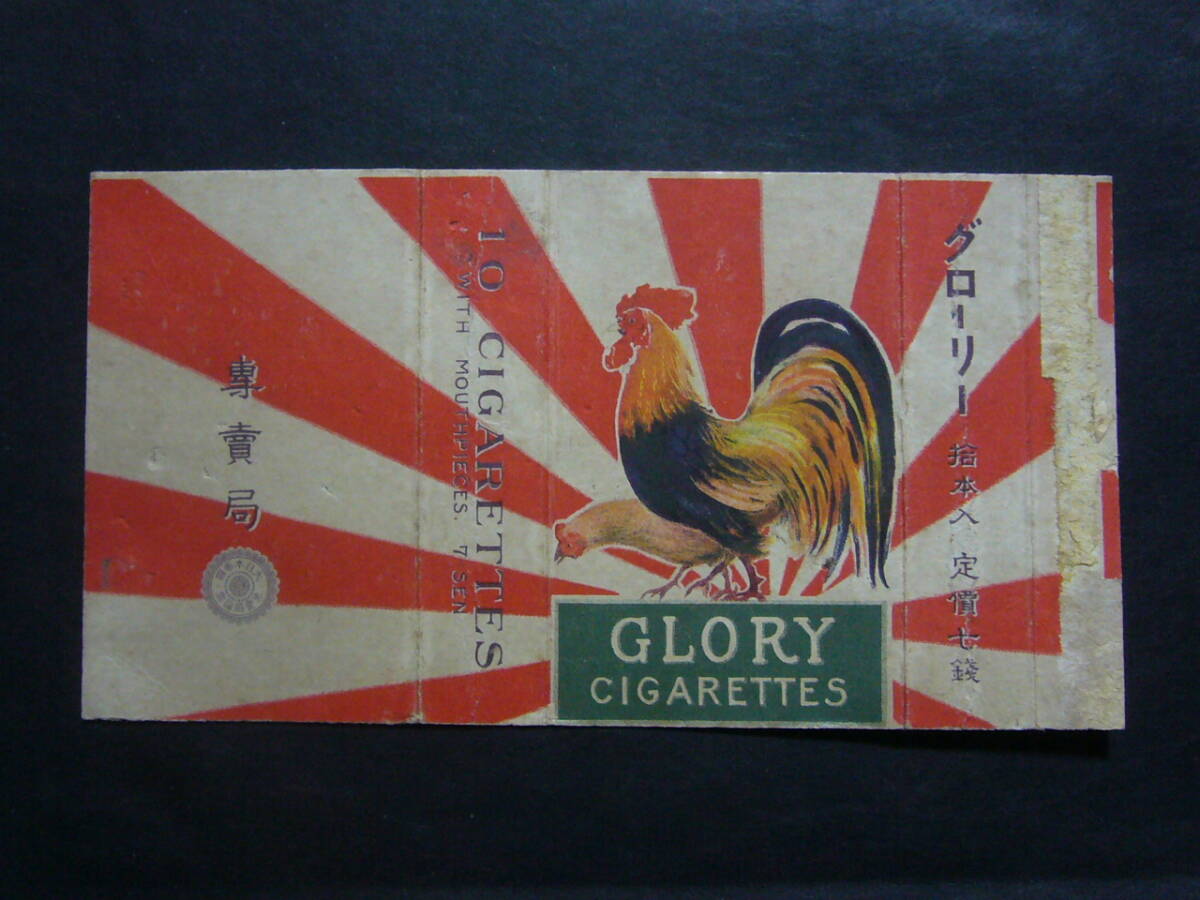 專賣局
10 CIGARETTES
WITH MOUTHPIECES. 7 SEN
GLORY
CIGARETTES
グローリー 拾本入 定價七錢